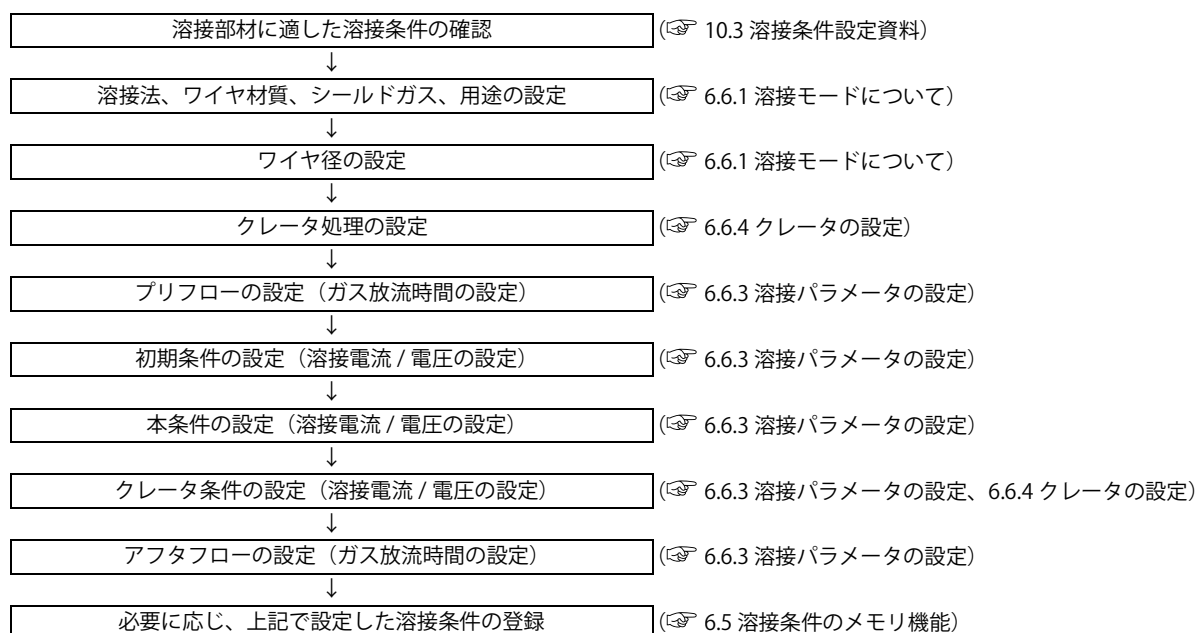 溶接部材に適した溶接条件の確認 (☞ 10.3 溶接条件設定資料)
↓
溶接法、ワイヤ材質、シールドガス、用途の設定 (☞ 6.6.1 溶接モードについて)
↓
ワイヤ径の設定 (☞ 6.6.1 溶接モードについて)
↓
クレータ処理の設定 (☞ 6.6.4 クレータの設定)
↓
プリフローの設定（ガス放流時間の設定） (☞ 6.6.3 溶接パラメータの設定)
↓
初期条件の設定（溶接電流 / 電圧の設定） (☞ 6.6.3 溶接パラメータの設定)
↓
本条件の設定（溶接電流 / 電圧の設定） (☞ 6.6.3 溶接パラメータの設定)
↓
クレータ条件の設定（溶接電流 / 電圧の設定） (☞ 6.6.3 溶接パラメータの設定、6.6.4 クレータの設定)
↓
アフタフローの設定（ガス放流時間の設定） (☞ 6.6.3 溶接パラメータの設定)
↓
必要に応じ、上記で設定した溶接条件の登録 (☞ 6.5 溶接条件のメモリ機能)